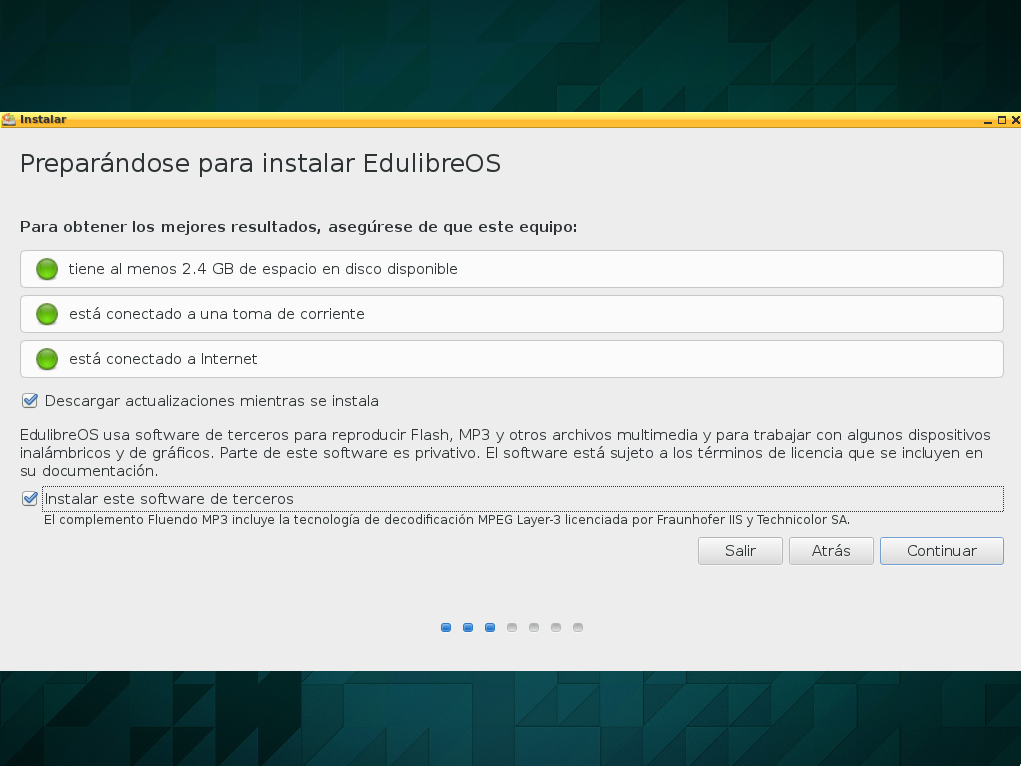 Instalar
Preparándose para instalar EdulibreOS
Para obtener los mejores resultados, asegúrese de que este equipo:
tiene al menos 2.4 GB de espacio en disco disponible
está conectado a una toma de corriente
está conectado a Internet
Descargar actualizaciones mientras se instala
EdulibreOS usa software de terceros para reproducir Flash, MP3 y otros archivos multimedia y para trabajar con algunos dispositivos
inalámbricos y de gráficos. Parte de este software es privativo. El software está sujeto a los términos de licencia que se incluyen en
su documentación.
Instalar este software de terceros
El complemento Fluendo MP3 incluye la tecnología de decodificación MPEG Layer-3 licenciada por Fraunhofer IIS y Technicolor SA.
Salir Atrás Continuar